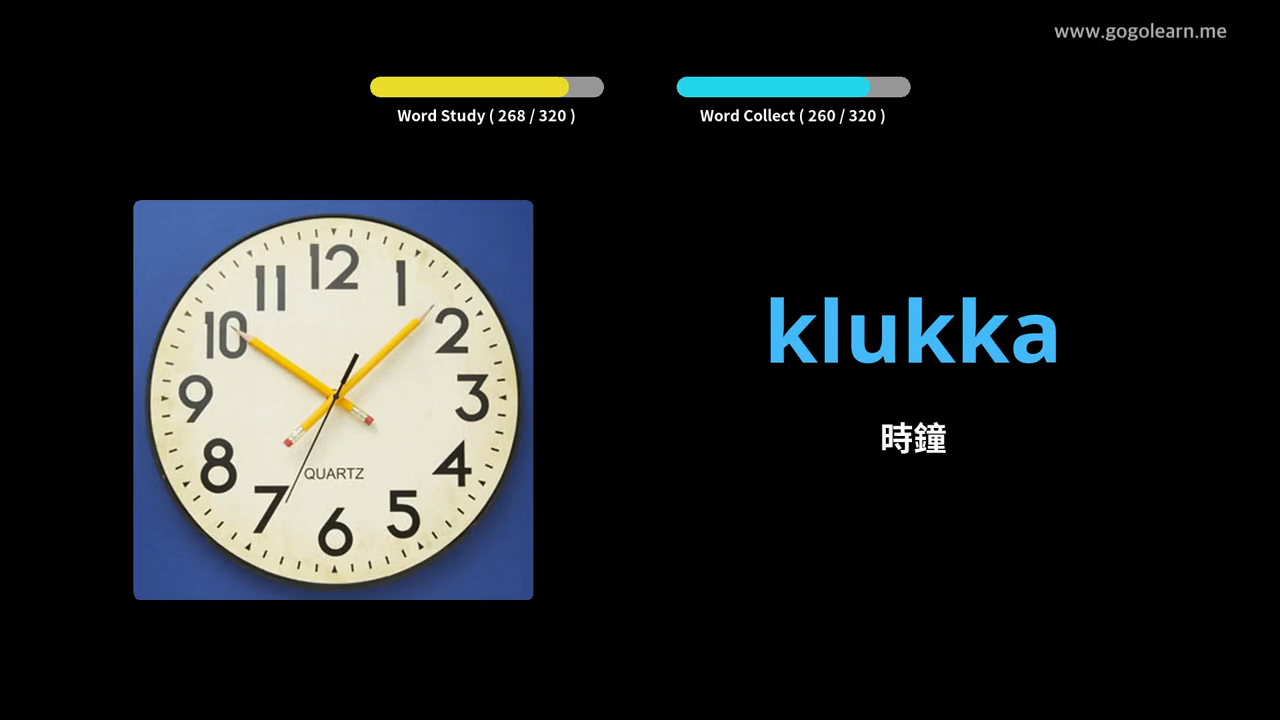 www.gogolearn.me
Word Study ( 268 / 320 )
Word Collect ( 260 / 320 )
12
11
1
10
2
9
3
8
4
7
5
6
QUARTZ
klukka
時鐘